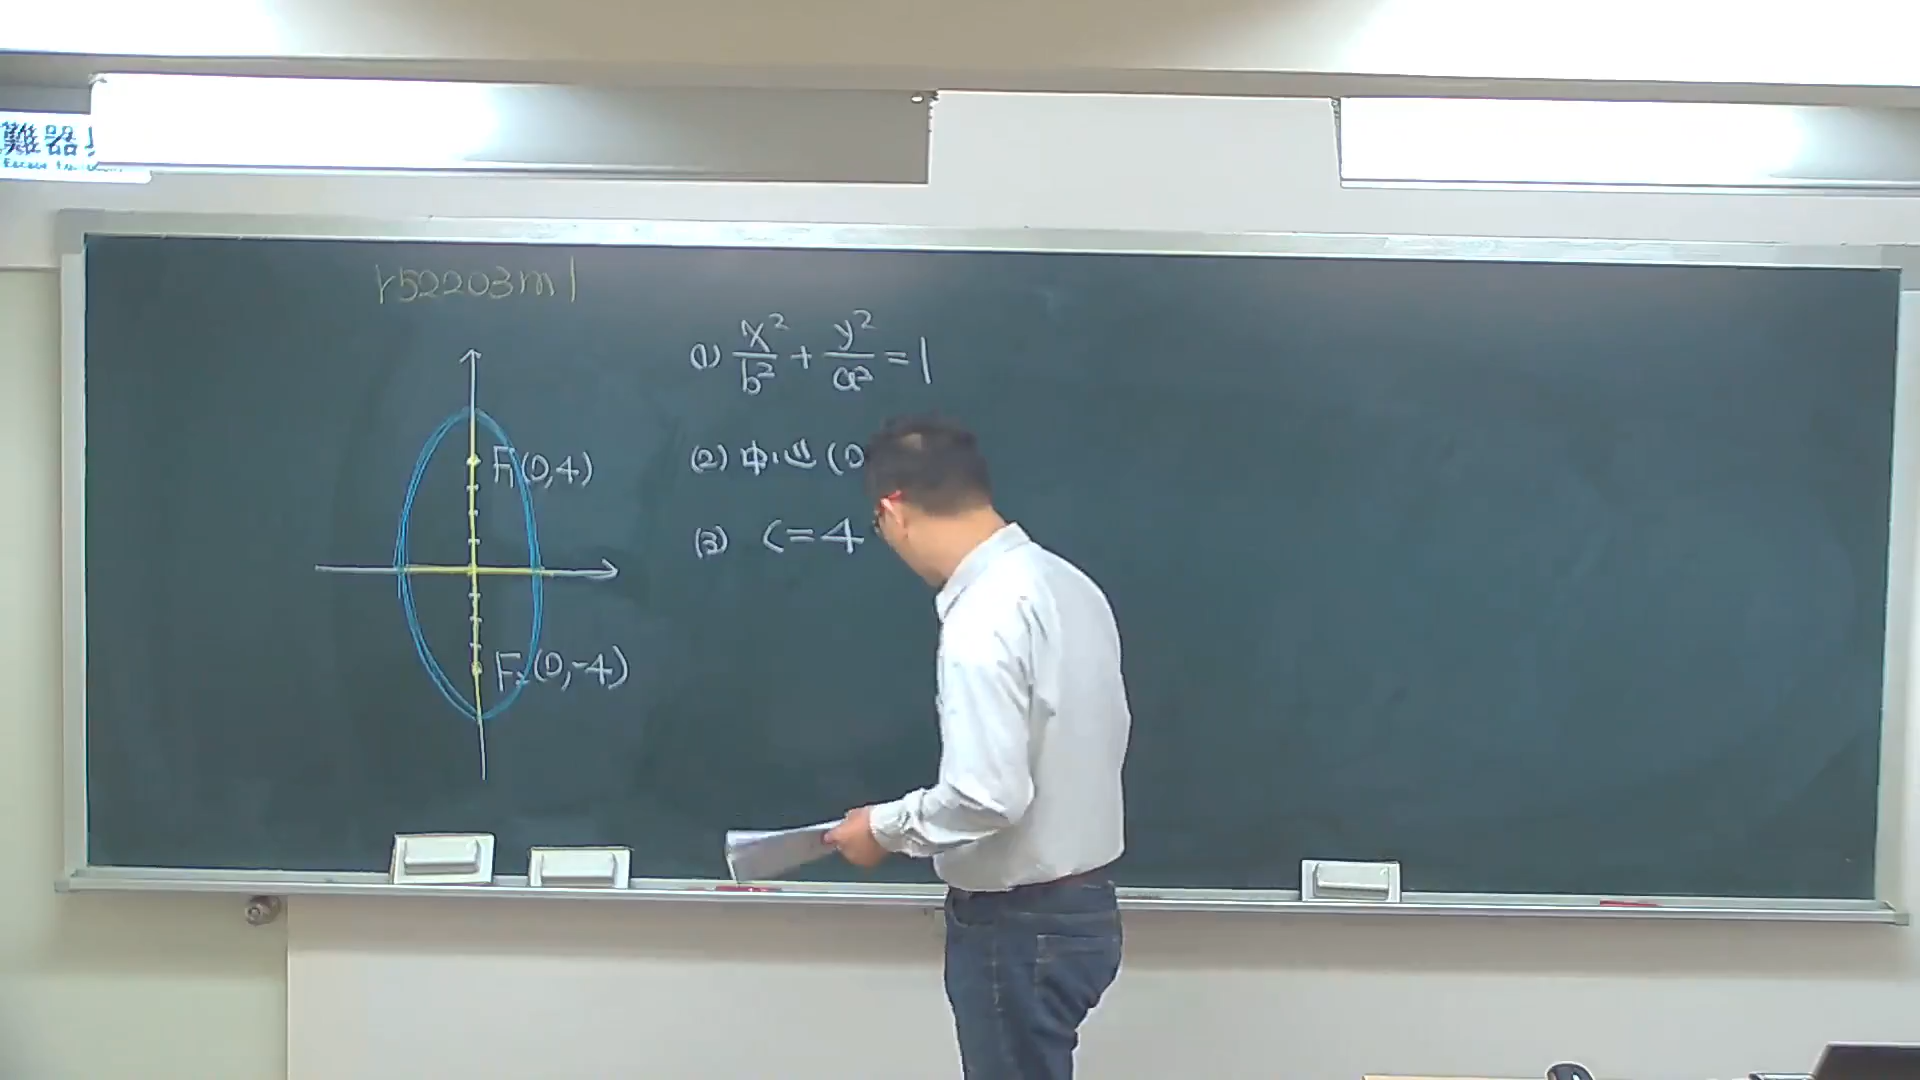 難器
r52203m1
(1) x²/b² + y²/a² = 1
F₁(0,4)
(2) 中心 (0
(3) c=4
F₂(0,-4)